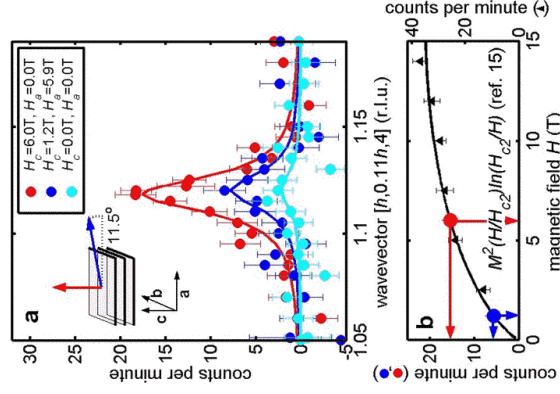 a
H_c=6.0T, H_a=0.0T
H_c=1.2T, H_a=5.9T
H_c=0.0T, H_a=0.0T
11.5°
c
b
a
30
25
20
15
10
5
0
-5
counts per minute
1.05
1.1
1.15
wavevector [h,0.11h,4] (r.l.u.)
b
M²(H/H_c2)ln(H_c2/H) (ref. 15)
20
10
0
counts per minute
(●,●)
0
5
10
15
magnetic field H (T)
0
20
40
counts per minute (▲)